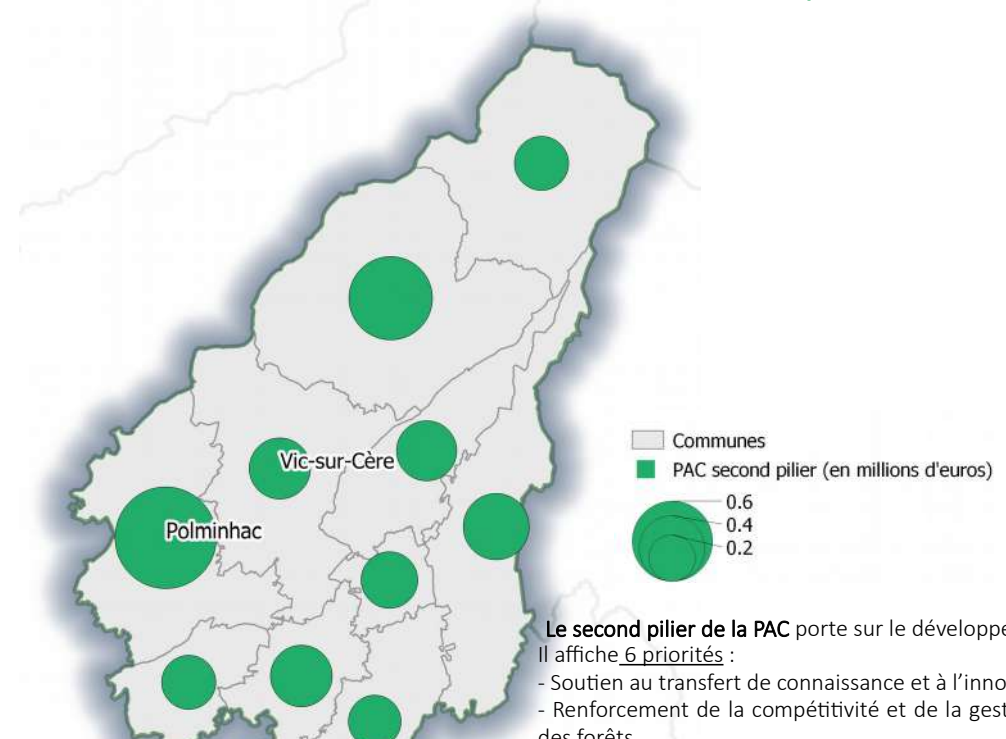 Vic-sur-Cère
Polminhac
Communes
PAC second pilier (en millions d'euros)
0.6
0.4
0.2
Le second pilier de la PAC porte sur le développe
Il affiche 6 priorités :
- Soutien au transfert de connaissance et à l'inno
- Renforcement de la compétitivité et de la gest
des forêts